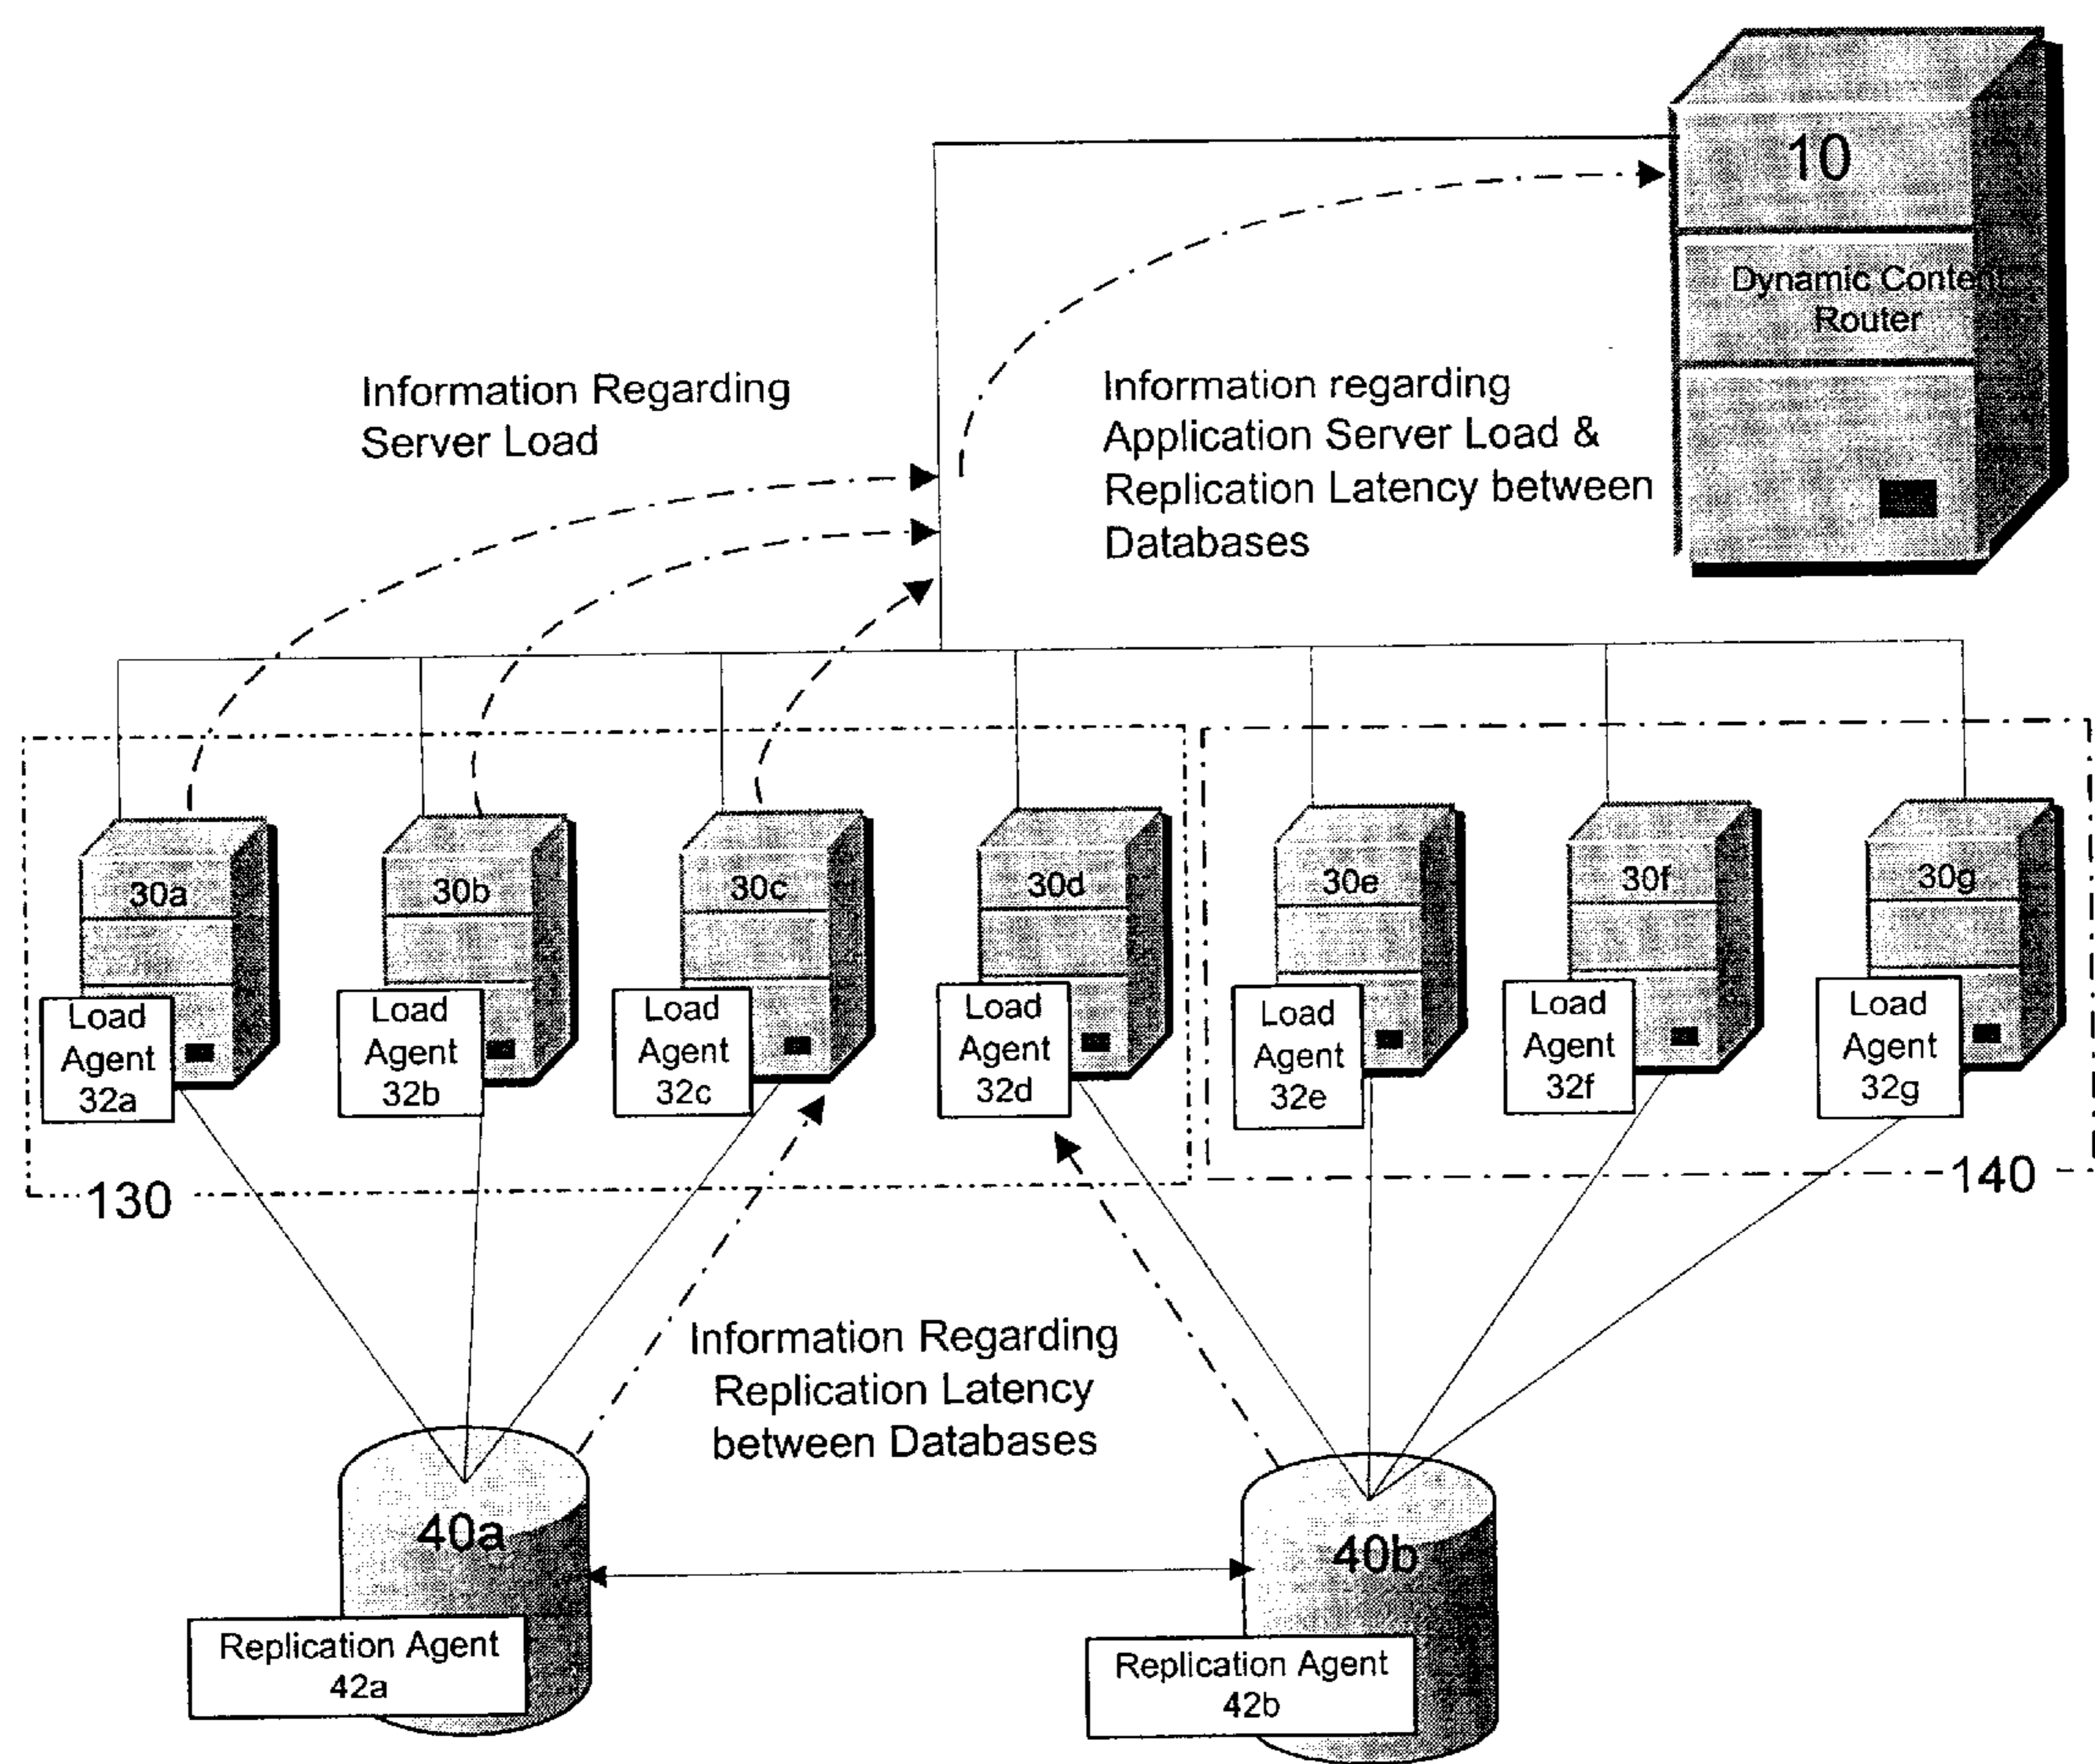 10
Dynamic Content
Router
Information Regarding
Server Load
Information regarding
Application Server Load &
Replication Latency between
Databases
30a
30b
30c
30d
30e
30f
30g
Load
Agent
32a
Load
Agent
32b
Load
Agent
32c
Load
Agent
32d
Load
Agent
32e
Load
Agent
32f
Load
Agent
32g
130
140
Information Regarding
Replication Latency
between Databases
40a
40b
Replication Agent
42a
Replication Agent
42b